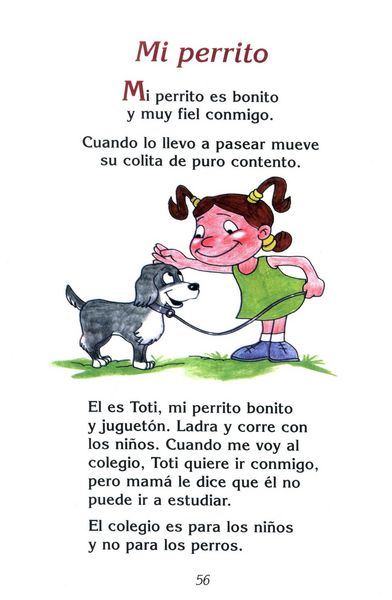 Mi perrito
Mi perrito es bonito
y muy fiel conmigo.
Cuando lo llevo a pasear mueve
su colita de puro contento.
El es Toti, mi perrito bonito
y juguetón. Ladra y corre con
los niños. Cuando me voy al
colegio, Toti quiere ir conmigo,
pero mamá le dice que él no
puede ir a estudiar.
El colegio es para los niños
y no para los perros.
56